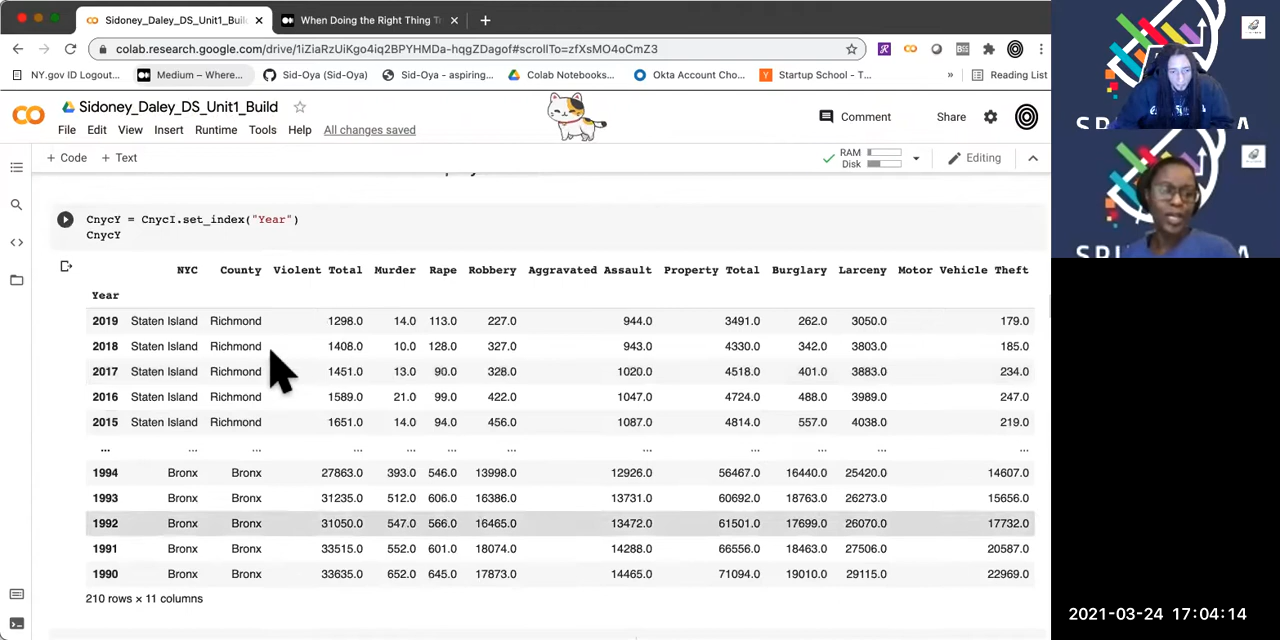 Sidoney_Daley_DS_Unit1_Buil
When Doing the Right Thing T
colab.research.google.com/drive/1iZiaRzUiKgo4iq2BPYHMDa-hqgZDagof#scrollTo=zfXsMO4oCmZ3
NY.gov ID Logout...
Medium – Where...
Sid-Oya (Sid-Oya)
Sid-Oya - aspiring...
Colab Notebooks...
Okta Account Cho...
Startup School - T...
»
Reading List
Sidoney_Daley_DS_Unit1_Build
File Edit View Insert Runtime Tools Help All changes saved
Comment
Share
+ Code + Text
RAM
Disk
Editing
CnycY = CnycI.set_index("Year")
CnycY
NYC County Violent Total Murder Rape Robbery Aggravated Assault Property Total Burglary Larceny Motor Vehicle Theft
Year
2019 Staten Island Richmond 1298.0 14.0 113.0 227.0 944.0 3491.0 262.0 3050.0 179.0
2018 Staten Island Richmond 1408.0 10.0 128.0 327.0 943.0 4330.0 342.0 3803.0 185.0
2017 Staten Island Richmond 1451.0 13.0 90.0 328.0 1020.0 4518.0 401.0 3883.0 234.0
2016 Staten Island Richmond 1589.0 21.0 99.0 422.0 1047.0 4724.0 488.0 3989.0 247.0
2015 Staten Island Richmond 1651.0 14.0 94.0 456.0 1087.0 4814.0 557.0 4038.0 219.0
... ... ... ... ... ... ... ... ... ... ... ...
1994 Bronx Bronx 27863.0 393.0 546.0 13998.0 12926.0 56467.0 16440.0 25420.0 14607.0
1993 Bronx Bronx 31235.0 512.0 606.0 16386.0 13731.0 60692.0 18763.0 26273.0 15656.0
1992 Bronx Bronx 31050.0 547.0 566.0 16465.0 13472.0 61501.0 17699.0 26070.0 17732.0
1991 Bronx Bronx 33515.0 552.0 601.0 18074.0 14288.0 66556.0 18463.0 27506.0 20587.0
1990 Bronx Bronx 33635.0 652.0 645.0 17873.0 14465.0 71094.0 19010.0 29115.0 22969.0
210 rows × 11 columns
2021-03-24 17:04:14